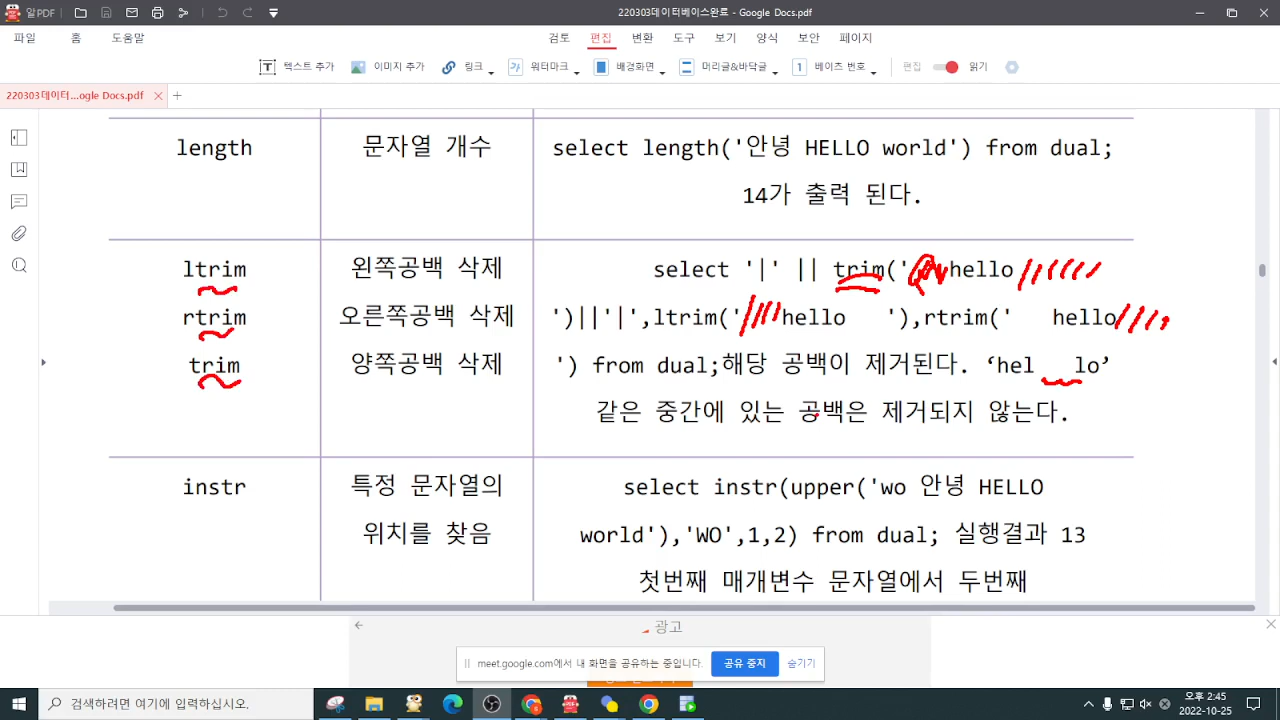 알PDF
220303데이터베이스완료 - Google Docs.pdf
파일 홈 도움말
검토 편집 변환 도구 보기 양식 보안 페이지
텍스트 추가 이미지 추가 링크 워터마크 배경화면 머리글&바닥글 베이츠 번호 편집 읽기
220303데이터...ogle Docs.pdf
length
문자열 개수
select length('안녕 HELLO world') from dual;
14가 출력 된다.
ltrim
rtrim
trim
왼쪽공백 삭제
오른쪽공백 삭제
양쪽공백 삭제
select '|' || trim(' hello
')||'|',ltrim(' hello '),rtrim(' hello
') from dual;해당 공백이 제거된다. ‘hel lo’
같은 중간에 있는 공백은 제거되지 않는다.
instr
특정 문자열의
위치를 찾음
select instr(upper('wo 안녕 HELLO
world'),'WO',1,2) from dual; 실행결과 13
첫번째 매개변수 문자열에서 두번째
광고
meet.google.com에서 내 화면을 공유하는 중입니다.
공유 중지
숨기기
검색하려면 여기에 입력하십시오.
오후 2:45
2022-10-25